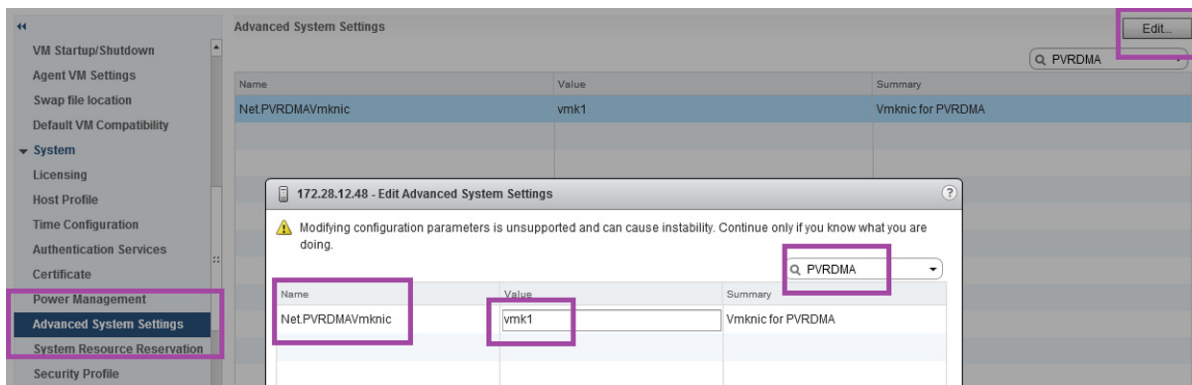 VM Startup/Shutdown
Agent VM Settings
Swap file location
Default VM Compatibility
System
Licensing
Host Profile
Time Configuration
Authentication Services
Certificate
Power Management
Advanced System Settings
System Resource Reservation
Security Profile
Advanced System Settings
Edit...
PVRDMA
Name Value Summary
Net.PVRDMAVmknic vmk1 Vmknic for PVRDMA
172.28.12.48 - Edit Advanced System Settings ?
Modifying configuration parameters is unsupported and can cause instability. Continue only if you know what you are
doing.
PVRDMA
Name Value Summary
Net.PVRDMAVmknic vmk1 Vmknic for PVRDMA